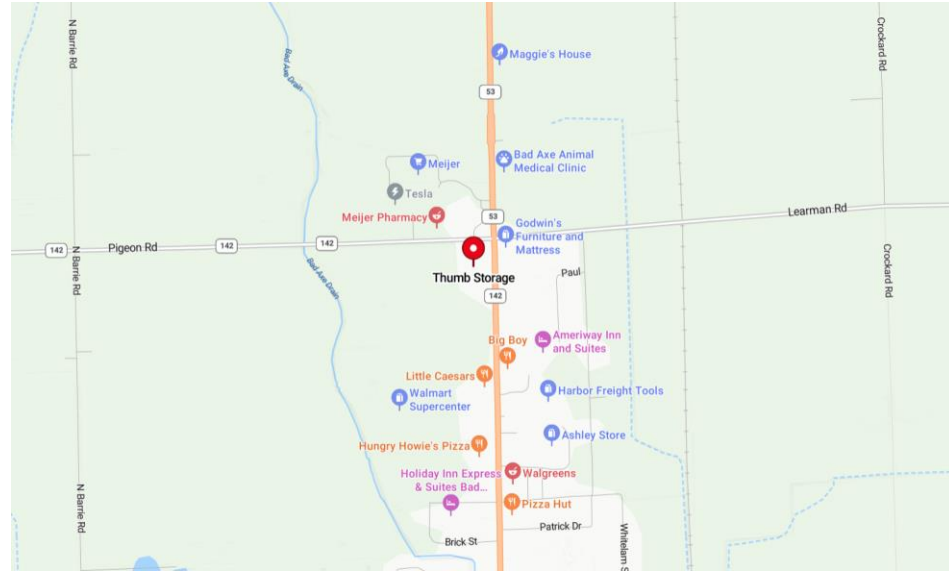 N Barrie Rd
Bad Axe Drain
53
Maggie's House
Crockard Rd
Meijer
Bad Axe Animal
Medical Clinic
Tesla
Meijer Pharmacy
53
Learman Rd
Godwin's
Furniture and
Mattress
142
Pigeon Rd
142
142
N Barrie Rd
Bad Axe Drain
Thumb Storage
Paul
Crockard Rd
142
Ameriway Inn
and Suites
Big Boy
Little Caesars
Walmart
Supercenter
Harbor Freight Tools
Ashley Store
Hungry Howie's Pizza
Holiday Inn Express
& Suites Bad...
Walgreens
N Barrie Rd
Pizza Hut
Patrick Dr
Brick St
Whitelam S